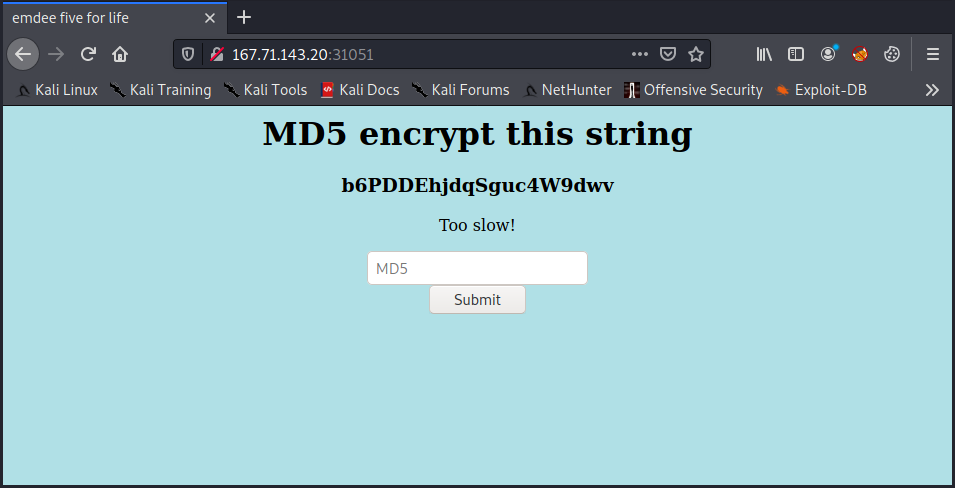 emdee five for life
167.71.143.20:31051
Kali Linux Kali Training Kali Tools Kali Docs Kali Forums NetHunter Offensive Security Exploit-DB
MD5 encrypt this string
b6PDDEhjdqSguc4W9dwv
Too slow!
MD5
Submit